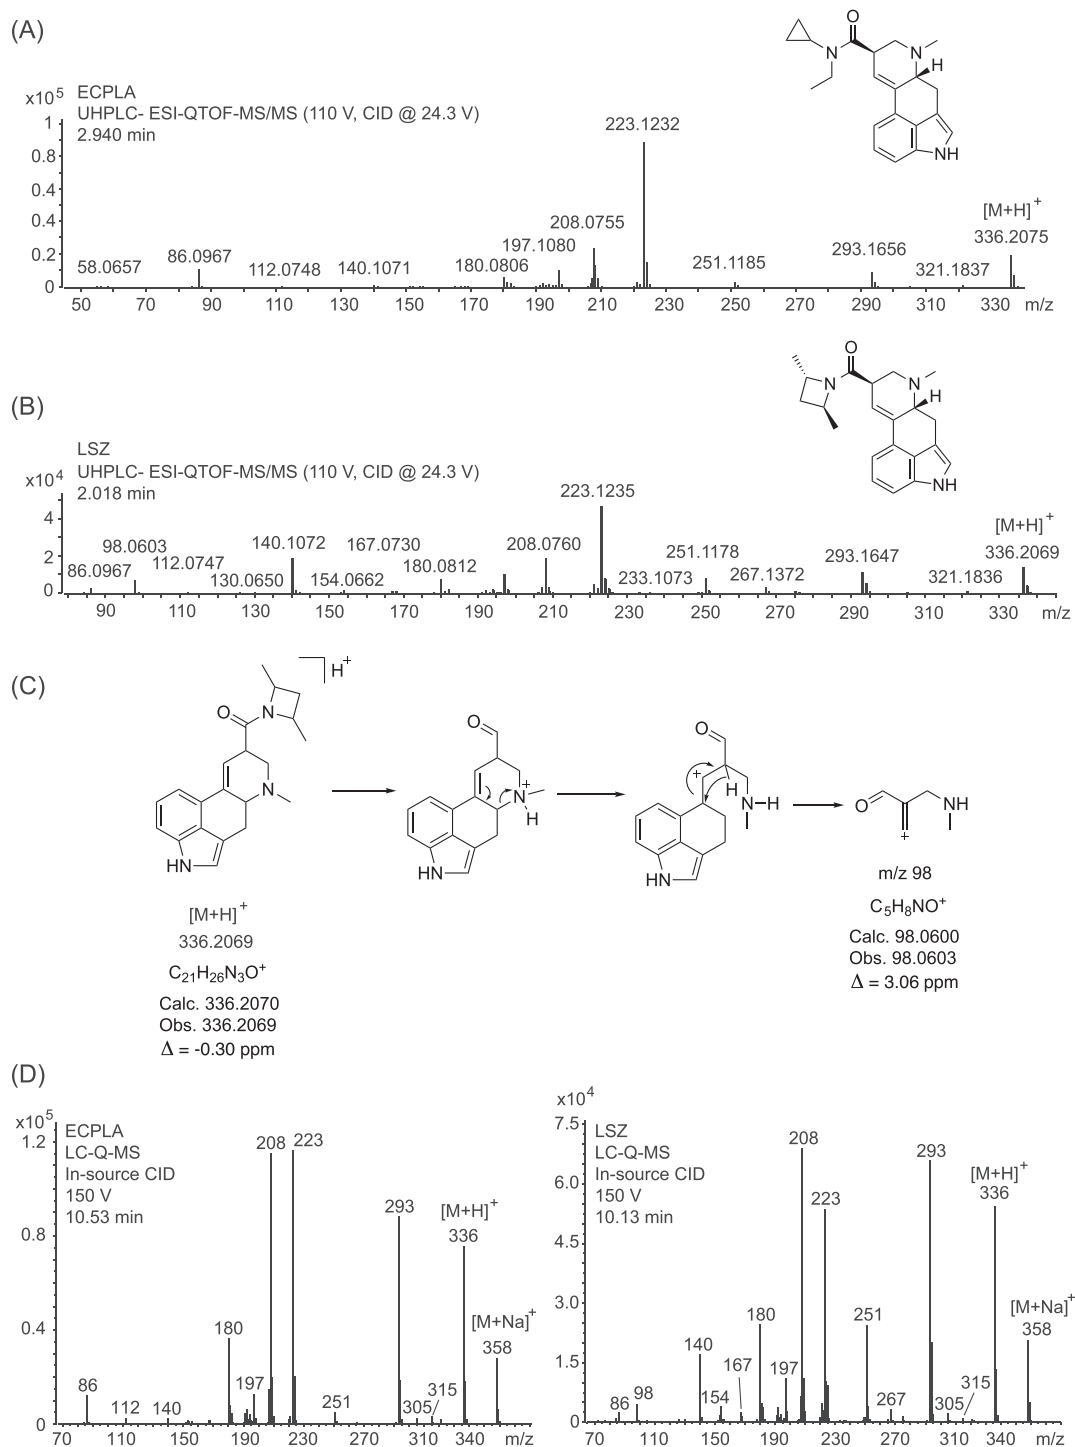 (A)
ECPLA
UHPLC- ESI-QTOF-MS/MS (110 V, CID @ 24.3 V)
2.940 min
x10^5
1
0.8
0.4
0.4
0.2
0
58.0657
86.0967
112.0748
140.1071
180.0806
197.1080
208.0755
223.1232
251.1185
293.1656
321.1837
[M+H]+
336.2075
50 70 90 110 130 150 170 190 210 230 250 270 290 310 330 m/z
O
N
N
H
NH
(B)
LSZ
UHPLC- ESI-QTOF-MS/MS (110 V, CID @ 24.3 V)
2.018 min
x10^4
4
2
0
86.0967
98.0603
112.0747
130.0650
140.1072
154.0662
167.0730
180.0812
208.0760
223.1235
233.1073
251.1178
267.1372
293.1647
321.1836
[M+H]+
336.2069
90 110 130 150 170 190 210 230 250 270 290 310 330 m/z
O
N
N
H
NH
(C)
H+
O
N
N
HN
[M+H]+
336.2069
C21H26N3O+
Calc. 336.2070
Obs. 336.2069
Δ = -0.30 ppm
O
+
N
H
HN
O
+
H
N-H
HN
O
NH
+
m/z 98
C5H8NO+
Calc. 98.0600
Obs. 98.0603
Δ = 3.06 ppm
(D)
x10^5
ECPLA
LC-Q-MS
In-source CID
150 V
10.53 min
1.2
0.8
0.4
0
86
112
140
180
197
208
223
251
293
305
315
[M+H]+
336
[M+Na]+
358
70 110 150 190 230 270 300 340 m/z
x10^4
LSZ
LC-Q-MS
In-source CID
150 V
10.13 min
7.5
6.0
4.5
3.0
1.5
0
86
98
140
154
167
180
197
208
223
251
267
293
305
315
[M+H]+
336
[M+Na]+
358
70 110 150 190 230 270 300 340 m/z